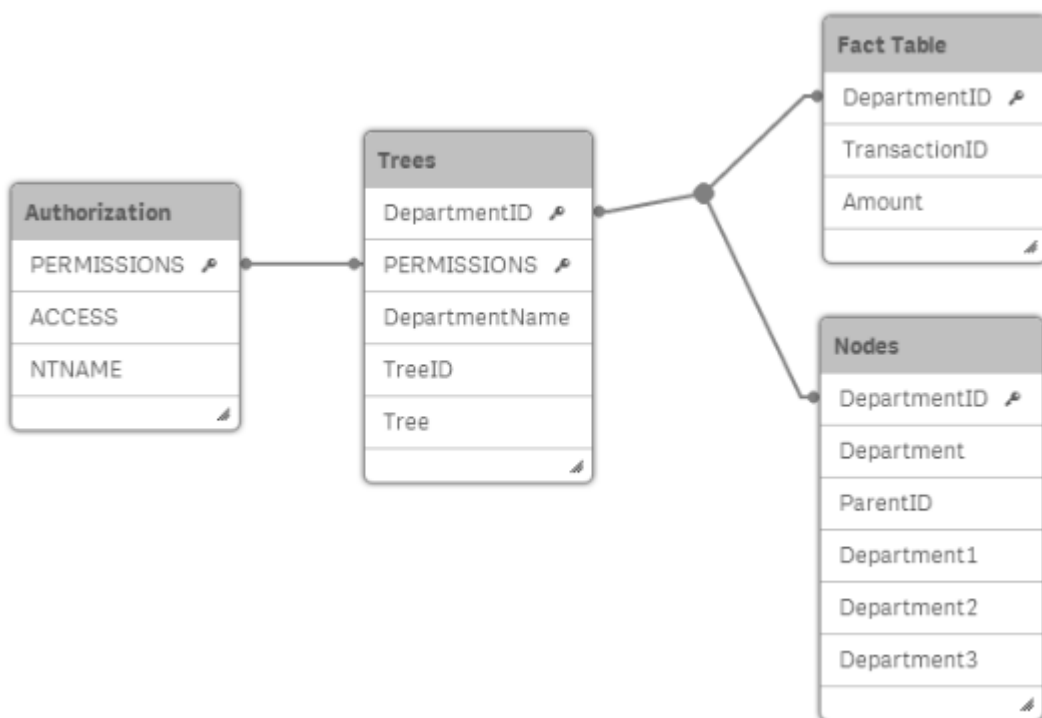 Authorization
PERMISSIONS
ACCESS
NTNAME
Trees
DepartmentID
PERMISSIONS
DepartmentName
TreeID
Tree
Fact Table
DepartmentID
TransactionID
Amount
Nodes
DepartmentID
Department
ParentID
Department1
Department2
Department3